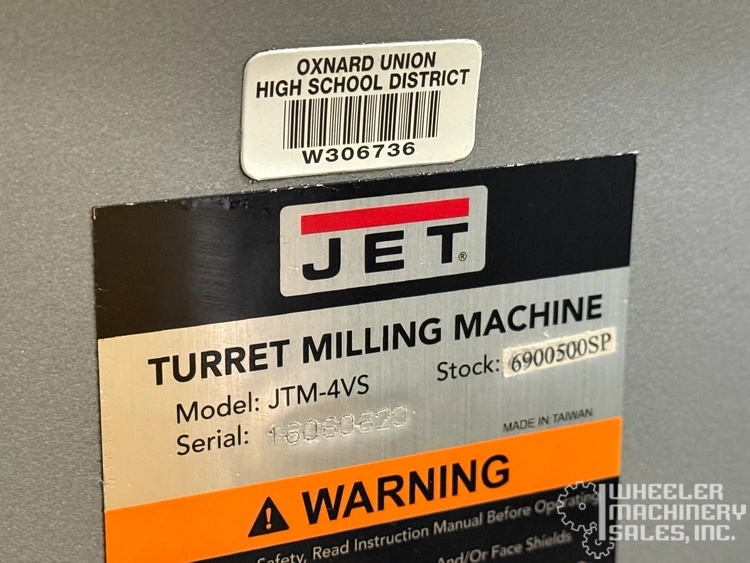 OXNARD UNION
HIGH SCHOOL DISTRICT
W306736
JET®
TURRET MILLING MACHINE
Model: JTM-4VS
Stock: 6900500SP
Serial: 16060623
MADE IN TAIWAN
⚠ WARNING
Safety, Read Instruction Manual Before Operating
And/Or Face Shields
WHEELER
MACHINERY
SALES, INC.